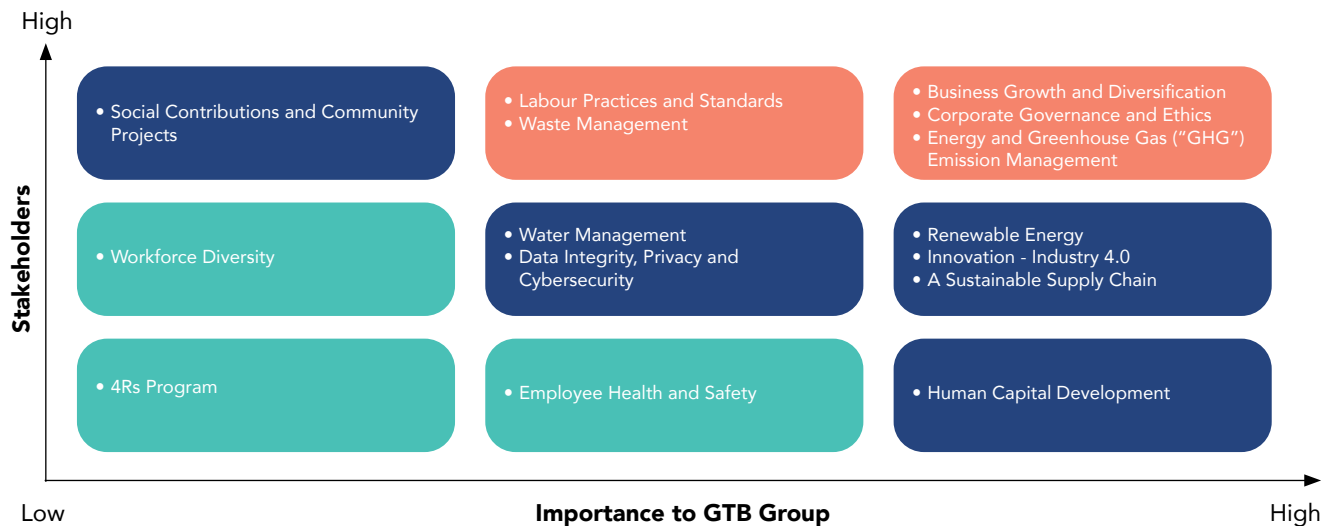 High
Stakeholders
• Social Contributions and Community
Projects
• Labour Practices and Standards
• Waste Management
• Business Growth and Diversification
• Corporate Governance and Ethics
• Energy and Greenhouse Gas (“GHG”)
Emission Management
• Workforce Diversity
• Water Management
• Data Integrity, Privacy and
Cybersecurity
• Renewable Energy
• Innovation - Industry 4.0
• A Sustainable Supply Chain
• 4Rs Program
• Employee Health and Safety
• Human Capital Development
Low
Importance to GTB Group
High